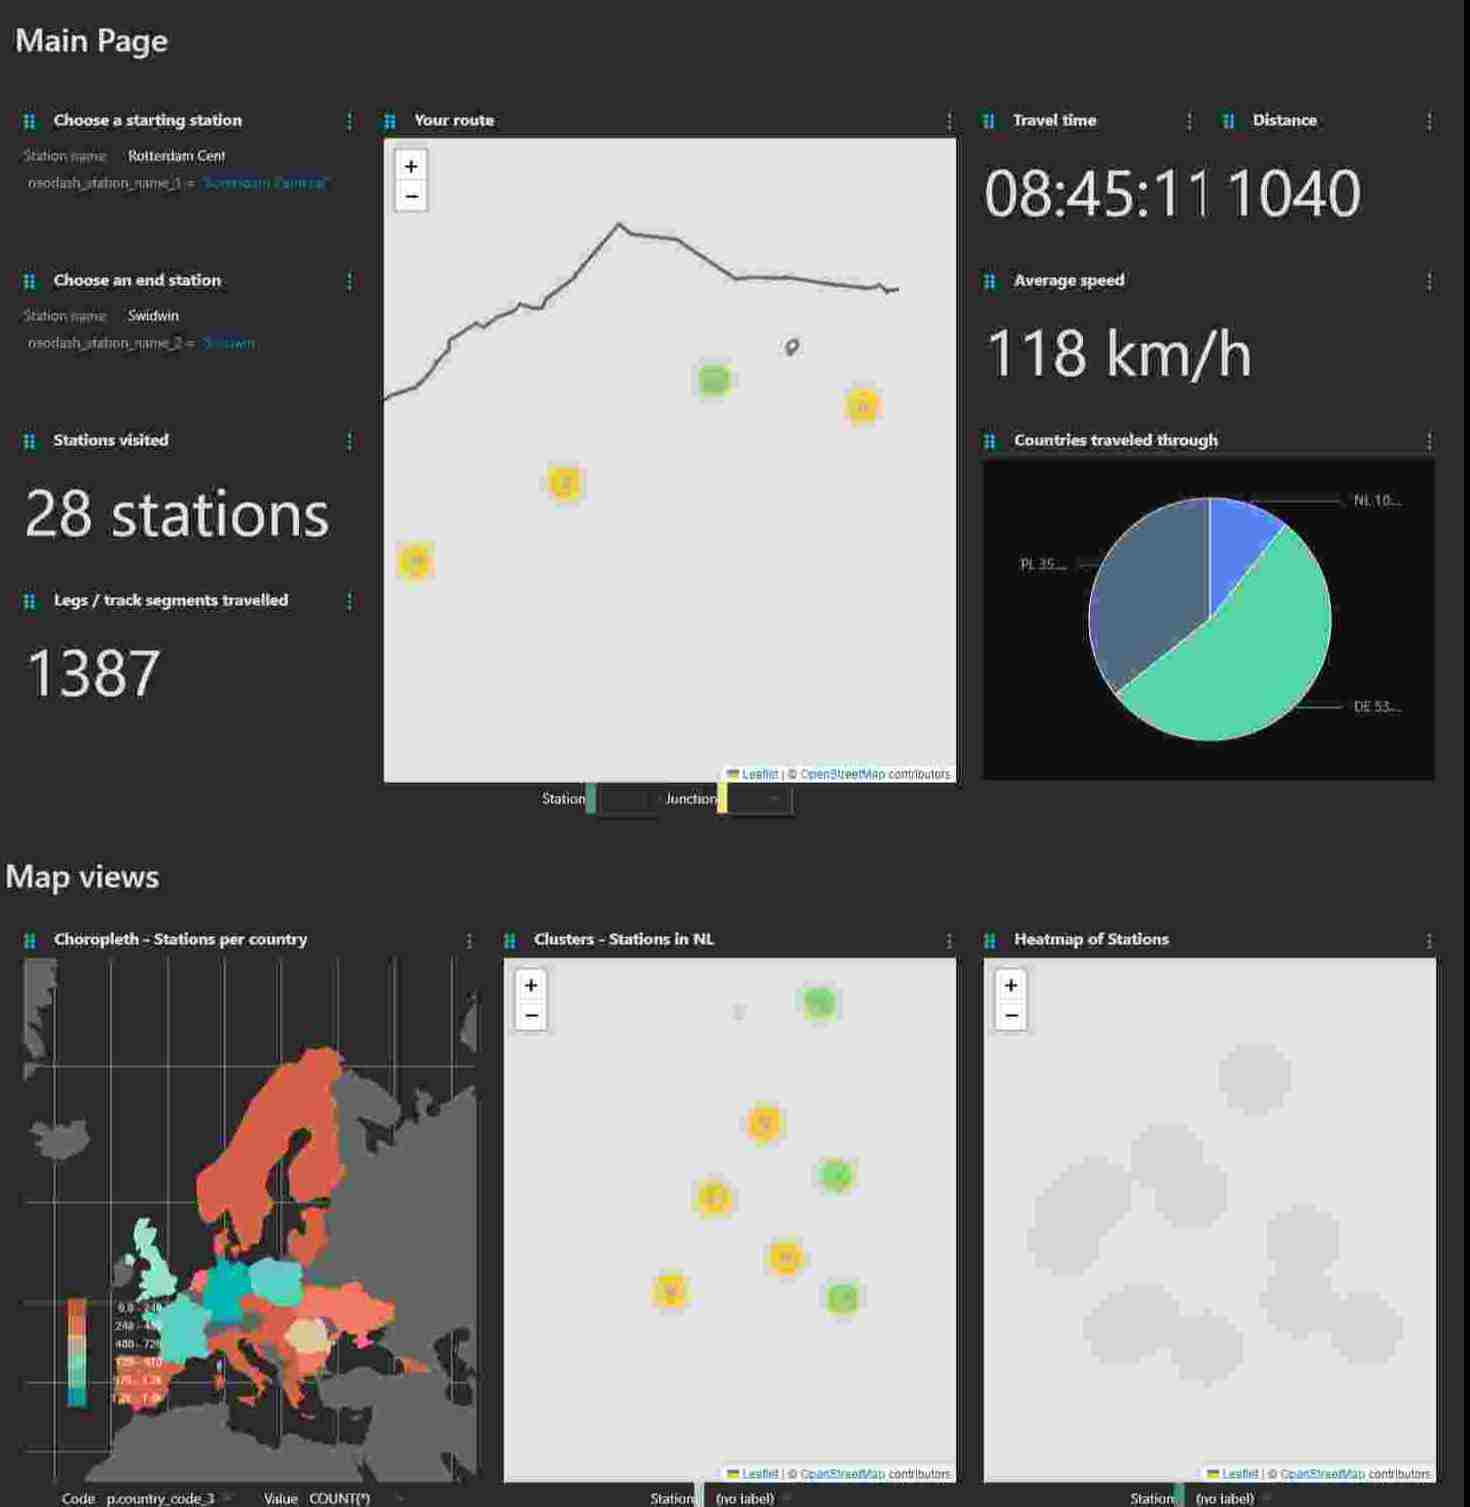 Main Page
Choose a starting station
Station name Rotterdam Cent
neodash_station_name_1 =
Choose an end station
Station name Swidwin
neodash_station_name_2 =
Stations visited
28 stations
Legs / track segments travelled
1387
Your route
+
−
Leaflet | © OpenStreetMap contributors
Station Junction
Travel time
08:45:11
Distance
1040
Average speed
118 km/h
Countries traveled through
NL 10...
PL 35...
DE 53...
Map views
Choropleth - Stations per country
Code p.country_code_3 Value COUNT(*)
Clusters - Stations in NL
+
−
Leaflet | © OpenStreetMap contributors
Station (no label)
Heatmap of Stations
+
−
Leaflet | © OpenStreetMap contributors
Station (no label)